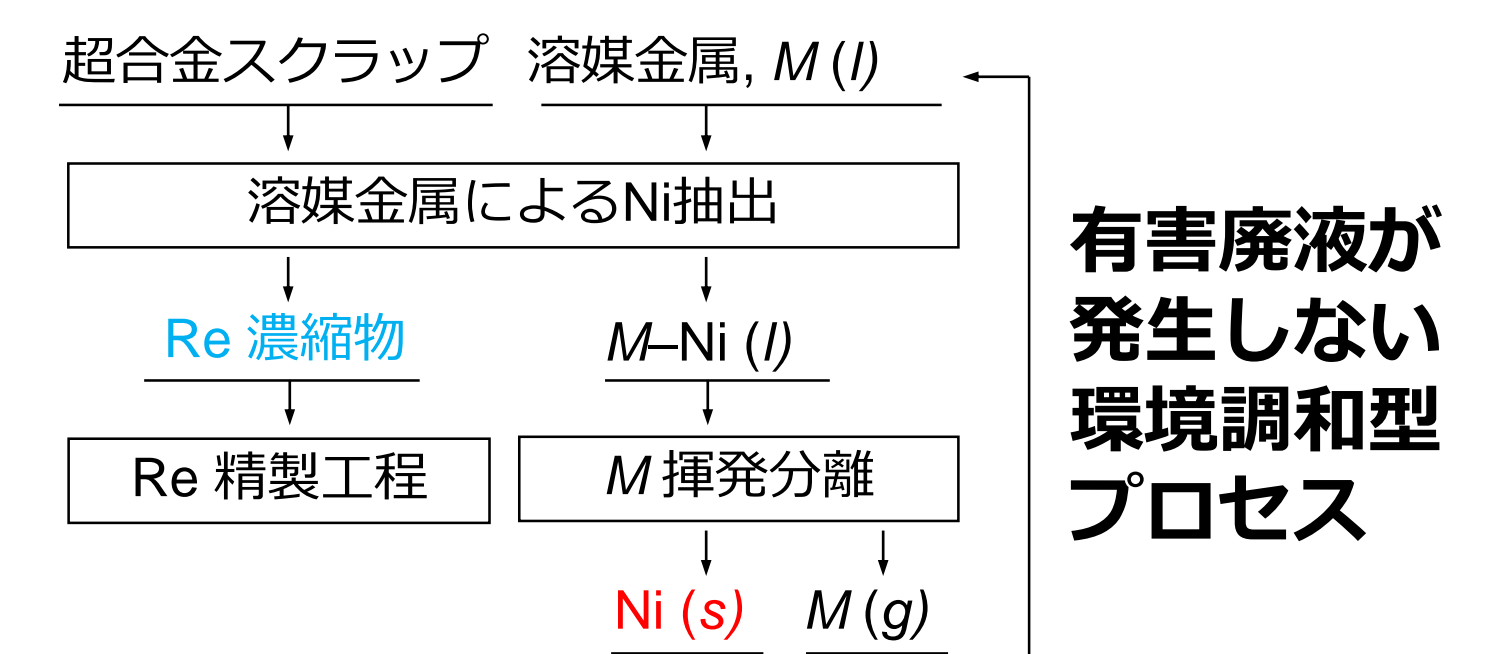 超合金スクラップ
溶媒金属, M (l)
溶媒金属によるNi抽出
Re 濃縮物
M–Ni (l)
Re 精製工程
M 揮発分離
Ni (s)
M (g)
有害廃液が
発生しない
環境調和型
プロセス